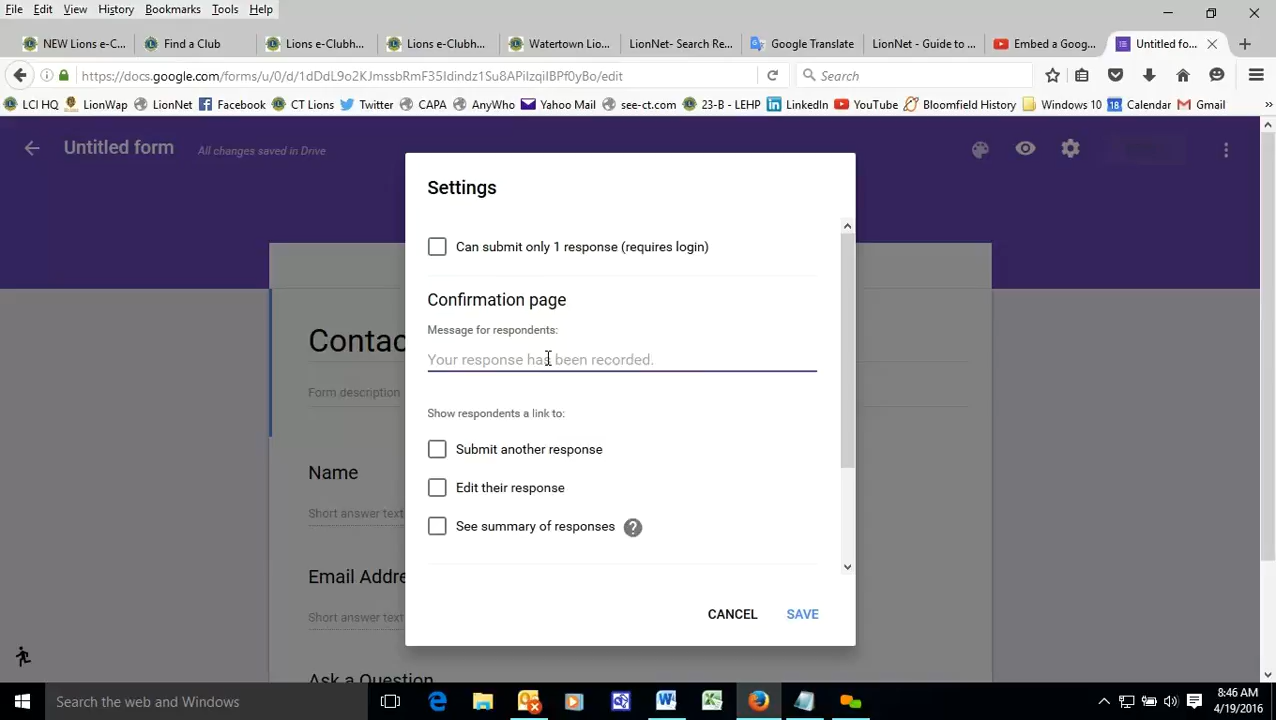 File Edit View History Bookmarks Tools Help
NEW Lions e-C... Find a Club Lions e-Clubh... Lions e-Clubh... Watertown Lio... LionNet- Search Re... Google Translate LionNet - Guide to ... Embed a Goog... Untitled fo...
https://docs.google.com/forms/u/0/d/1dDdL9o2KJmssbRmF35Idindz1Su8APiIzqiHPf0yBo/edit Search
LCI HQ LionWap LionNet Facebook CT Lions Twitter CAPA AnyWho Yahoo Mail see-ct.com 23-B - LEHP LinkedIn YouTube Bloomfield History Windows 10 18 Calendar Gmail
Untitled form All changes saved in Drive
Settings
Can submit only 1 response (requires login)
Confirmation page
Message for respondents:
Your response has been recorded.
Show respondents a link to:
Submit another response
Edit their response
See summary of responses ?
CANCEL SAVE
Contac
Form description
Name
Short answer text
Email Addre
Short answer text
Ask a Question
Search the web and Windows
8:46 AM
4/19/2016